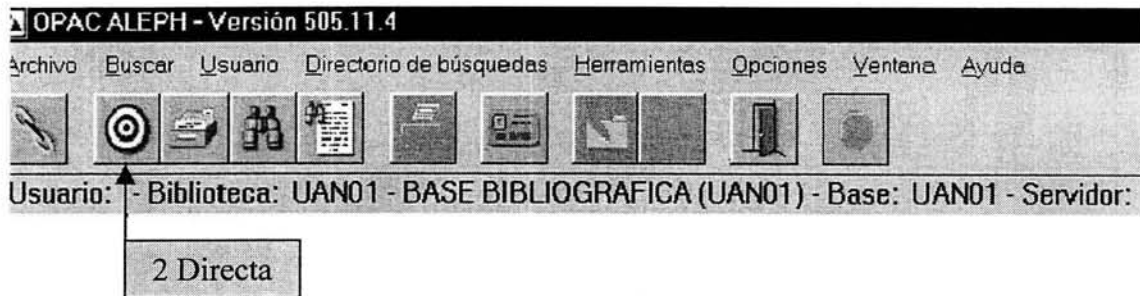 OPAC ALEPH - Versión 505.11.4
Archivo Buscar Usuario Directorio de búsquedas Herramientas Opciones Ventana Ayuda
Usuario: - Biblioteca: UAN01 - BASE BIBLIOGRAFICA (UAN01) - Base: UAN01 - Servidor:
2 Directa